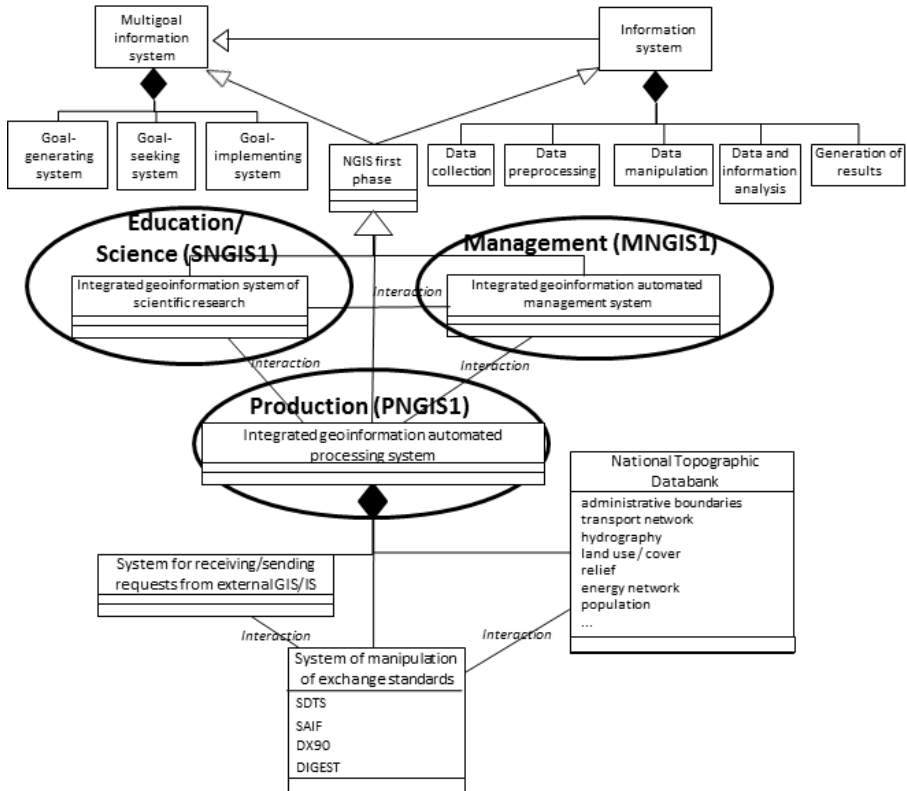 Multigoal
information
system
Information
system
Goal-
generating
system
Goal-
seeking
system
Goal-
implementing
system
NGIS first
phase
Data
collection
Data
preprocessing
Data
manipulation
Data and
information
analysis
Generation of
results
Education/
Science (SNGIS1)
Management (MNGIS1)
Integrated geoinformation system of
scientific research
Interaction
Integrated geoinformation automated
management system
Interaction
Interaction
Production (PNGIS1)
Integrated geoinformation automated
processing system
National Topographic
Databank
administrative boundaries
transport network
hydrography
land use / cover
relief
energy network
population
...
System for receiving/sending
requests from external GIS/IS
Interaction
Interaction
System of manipulation
of exchange standards
SDTS
SAIF
DX90
DIGEST